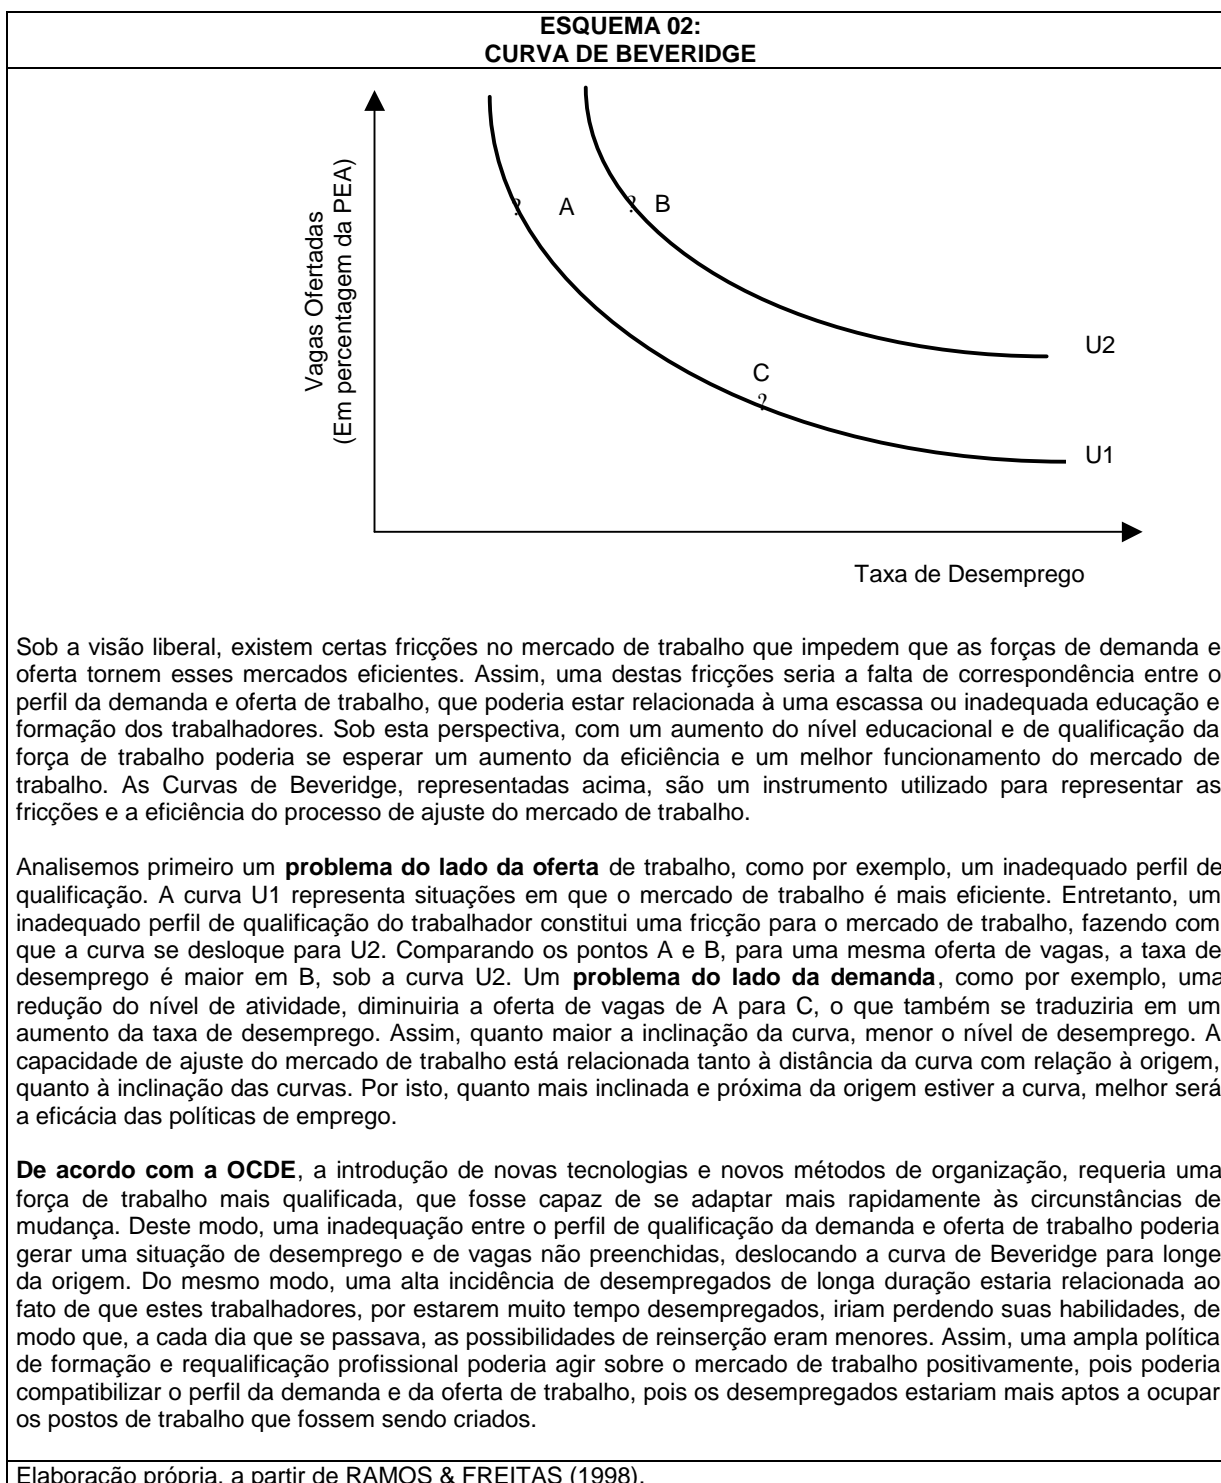 ESQUEMA 02:
CURVA DE BEVERIDGE
Vagas Ofertadas
(Em percentagem da PEA)
? A ? B
U2
C
?
U1
Taxa de Desemprego
Sob a visão liberal, existem certas fricções no mercado de trabalho que impedem que as forças de demanda e
oferta tornem esses mercados eficientes. Assim, uma destas fricções seria a falta de correspondência entre o
perfil da demanda e oferta de trabalho, que poderia estar relacionada à uma escassa ou inadequada educação e
formação dos trabalhadores. Sob esta perspectiva, com um aumento do nível educacional e de qualificação da
força de trabalho poderia se esperar um aumento da eficiência e um melhor funcionamento do mercado de
trabalho. As Curvas de Beveridge, representadas acima, são um instrumento utilizado para representar as
fricções e a eficiência do processo de ajuste do mercado de trabalho.
Analisemos primeiro um problema do lado da oferta de trabalho, como por exemplo, um inadequado perfil de
qualificação. A curva U1 representa situações em que o mercado de trabalho é mais eficiente. Entretanto, um
inadequado perfil de qualificação do trabalhador constitui uma fricção para o mercado de trabalho, fazendo com
que a curva se desloque para U2. Comparando os pontos A e B, para uma mesma oferta de vagas, a taxa de
desemprego é maior em B, sob a curva U2. Um problema do lado da demanda, como por exemplo, uma
redução do nível de atividade, diminuiria a oferta de vagas de A para C, o que também se traduziria em um
aumento da taxa de desemprego. Assim, quanto maior a inclinação da curva, menor o nível de desemprego. A
capacidade de ajuste do mercado de trabalho está relacionada tanto à distância da curva com relação à origem,
quanto à inclinação das curvas. Por isto, quanto mais inclinada e próxima da origem estiver a curva, melhor será
a eficácia das políticas de emprego.
De acordo com a OCDE, a introdução de novas tecnologias e novos métodos de organização, requeria uma
força de trabalho mais qualificada, que fosse capaz de se adaptar mais rapidamente às circunstâncias de
mudança. Deste modo, uma inadequação entre o perfil de qualificação da demanda e oferta de trabalho poderia
gerar uma situação de desemprego e de vagas não preenchidas, deslocando a curva de Beveridge para longe
da origem. Do mesmo modo, uma alta incidência de desempregados de longa duração estaria relacionada ao
fato de que estes trabalhadores, por estarem muito tempo desempregados, iriam perdendo suas habilidades, de
modo que, a cada dia que se passava, as possibilidades de reinserção eram menores. Assim, uma ampla política
de formação e requalificação profissional poderia agir sobre o mercado de trabalho positivamente, pois poderia
compatibilizar o perfil da demanda e da oferta de trabalho, pois os desempregados estariam mais aptos a ocupar
os postos de trabalho que fossem sendo criados.
Elaboração própria, a partir de RAMOS & FREITAS (1998).